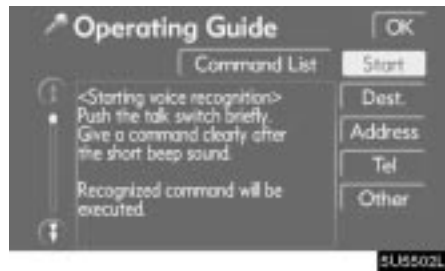 Operating Guide
OK
Command List
Start
<Starting voice recognition>
Push the talk switch briefly.
Give a command clearly after
the short beep sound.
Recognized command will be
executed.
Dest.
Address
Tel
Other
5U5502L